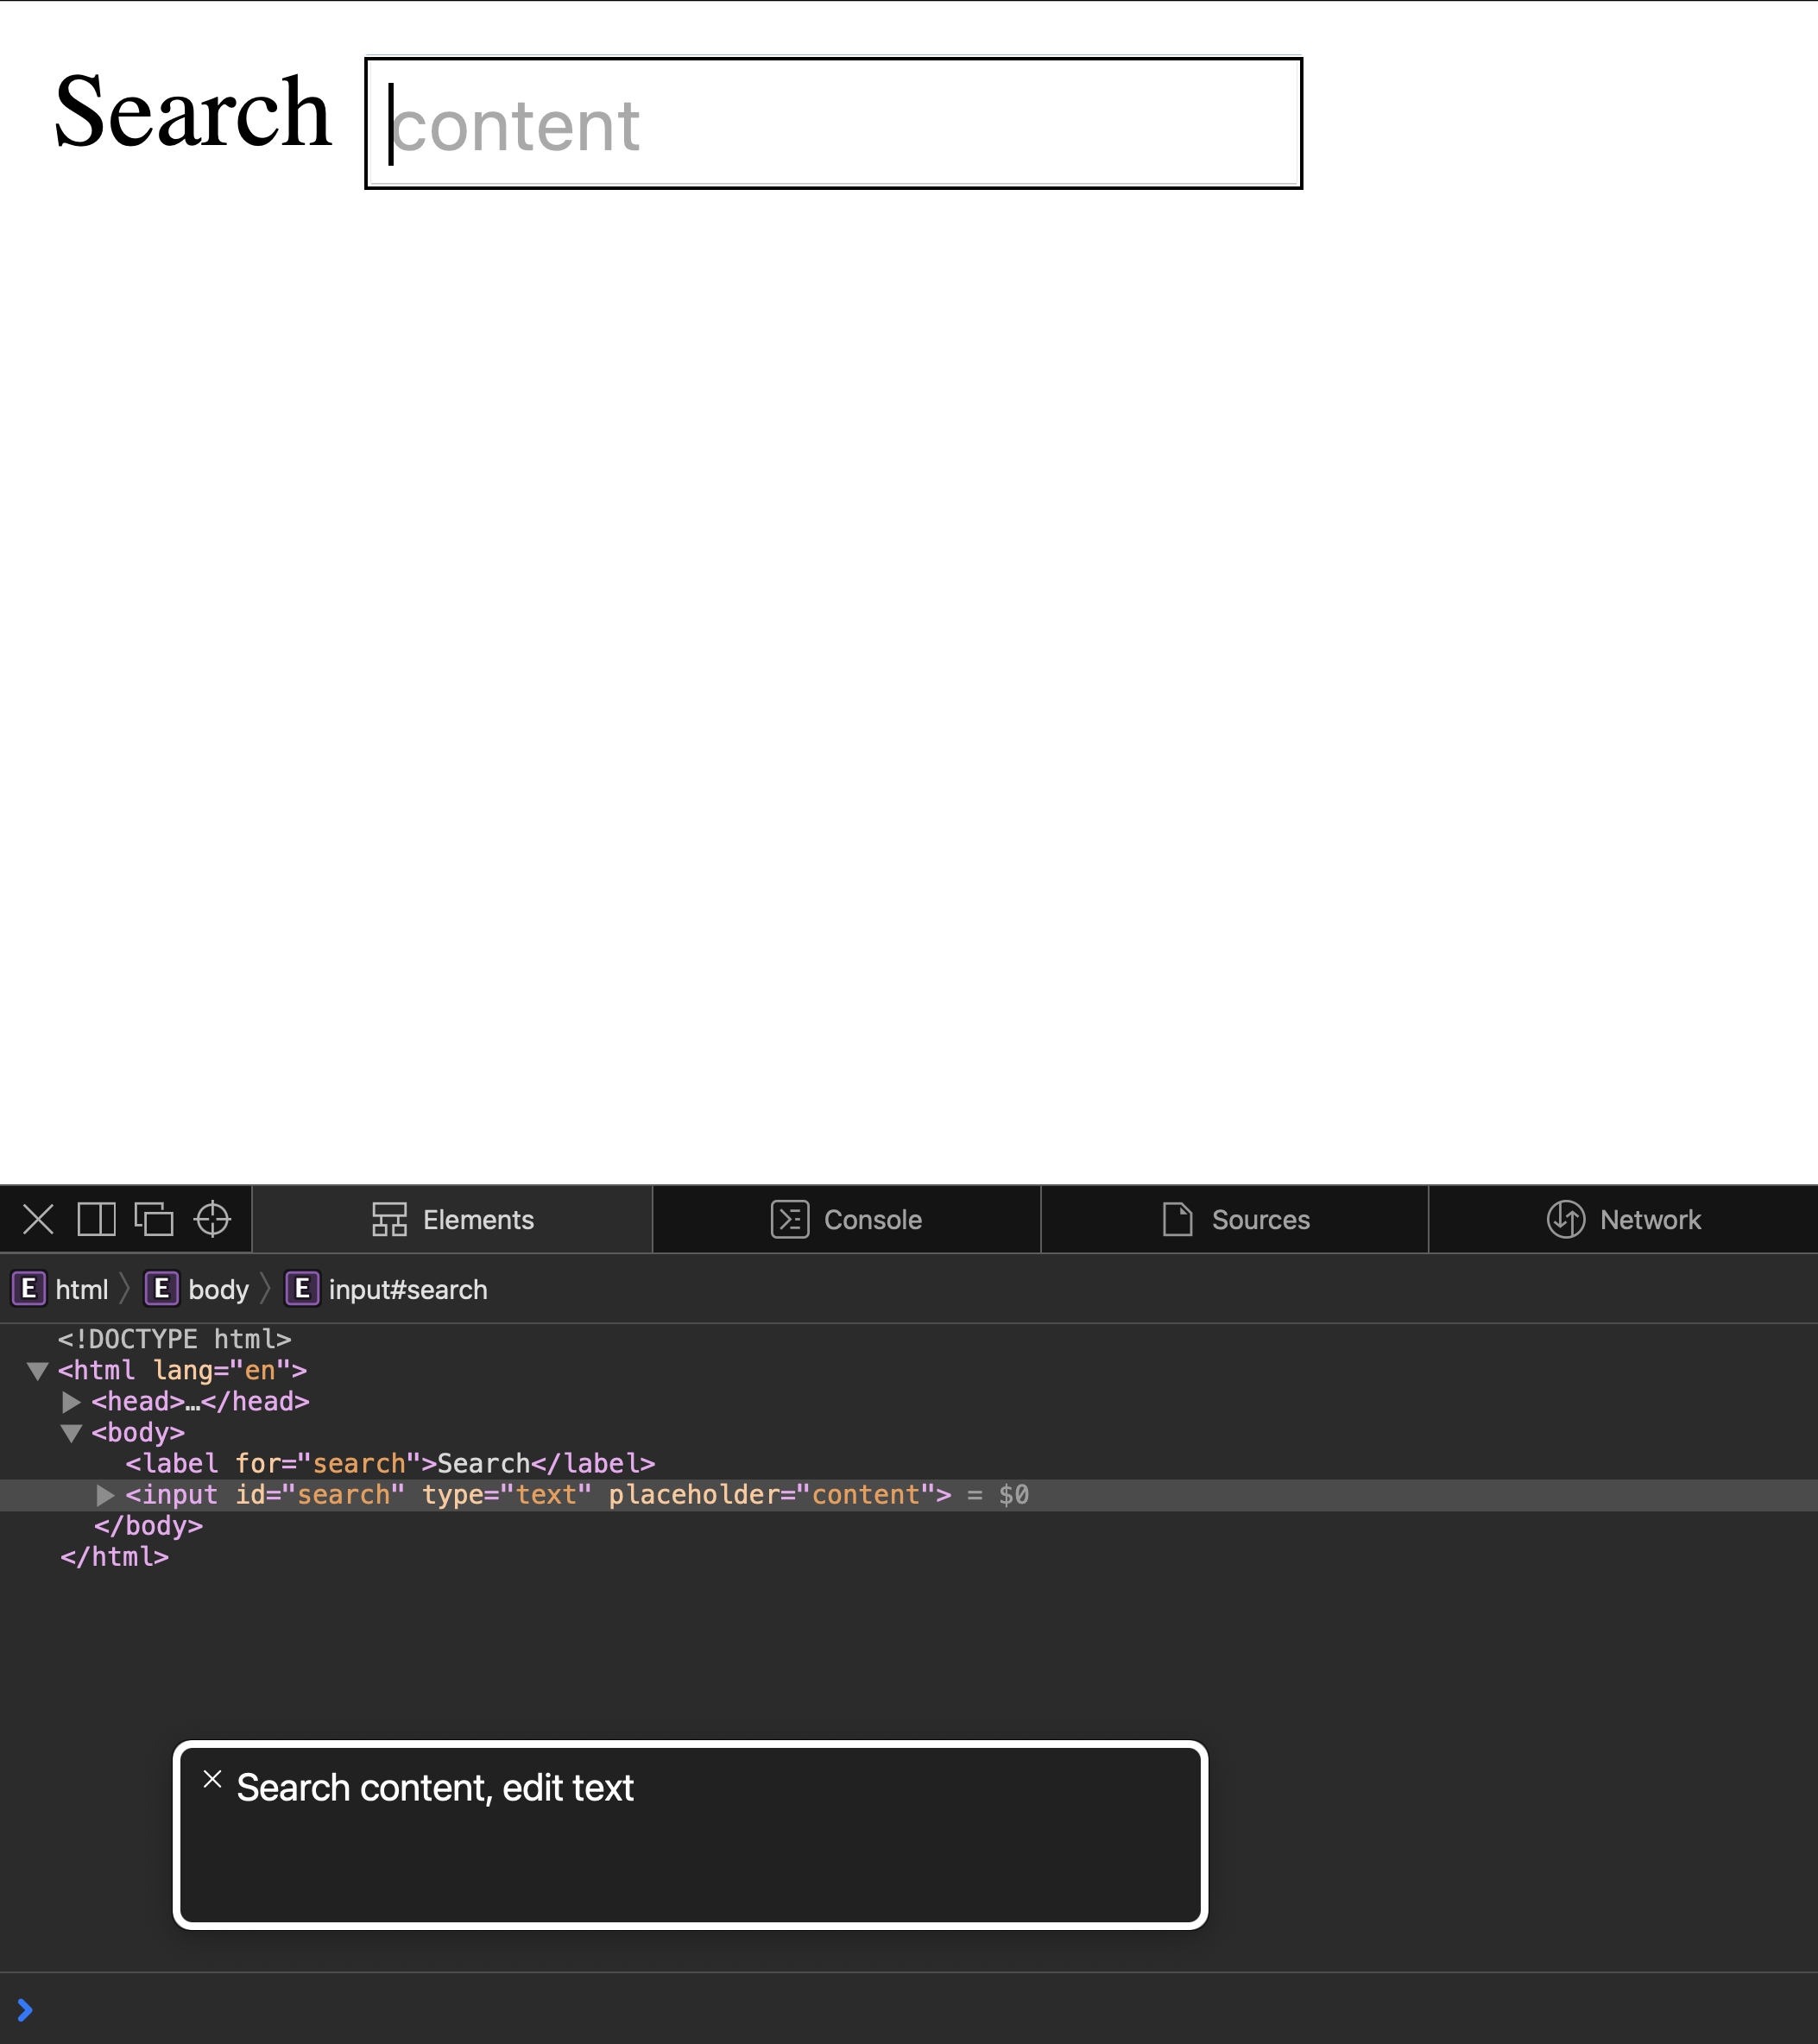 Search content
Elements Console Sources Network
E html E body E input#search
<!DOCTYPE html>
<html lang="en">
<head>…</head>
<body>
<label for="search">Search</label>
<input id="search" type="text" placeholder="content"> = $0
</body>
</html>
Search content, edit text